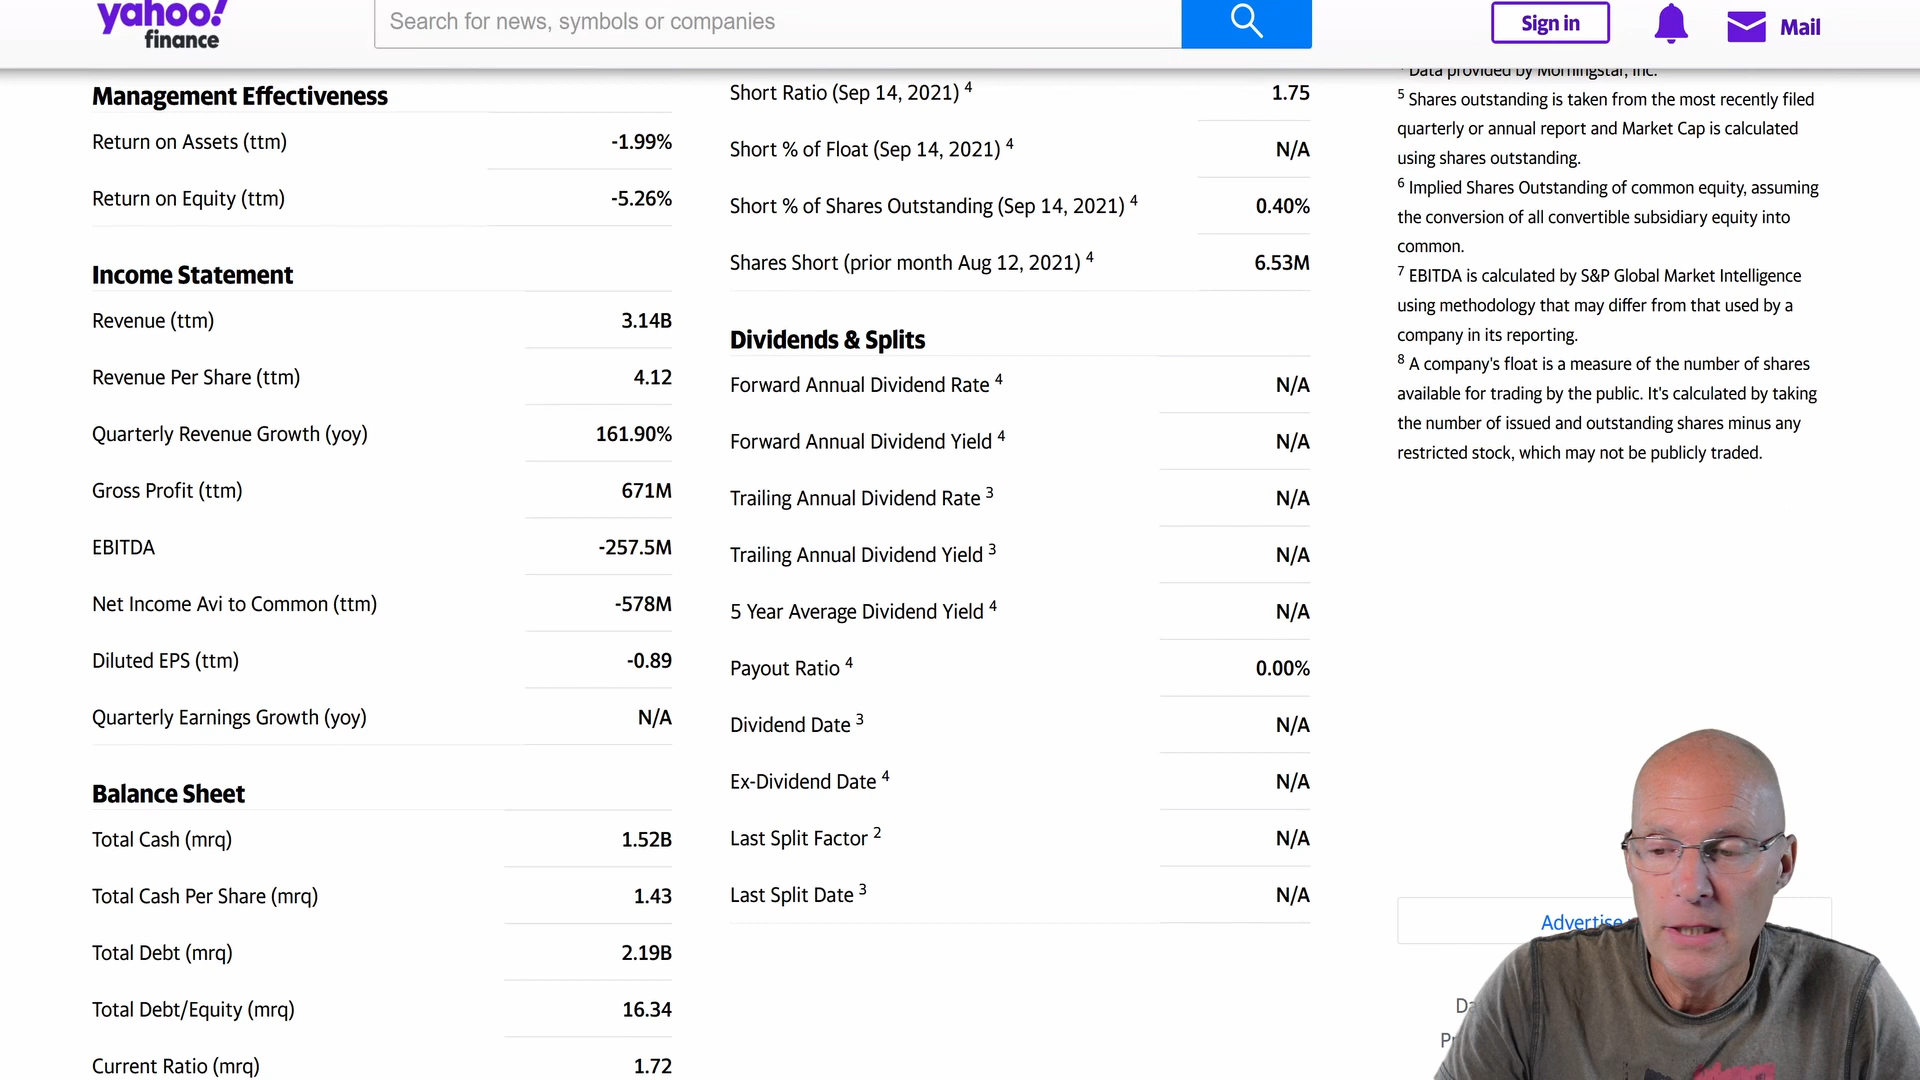 yahoo!
finance
Search for news, symbols or companies
Sign in
Mail
Management Effectiveness
Return on Assets (ttm) -1.99%
Return on Equity (ttm) -5.26%
Income Statement
Revenue (ttm) 3.14B
Revenue Per Share (ttm) 4.12
Quarterly Revenue Growth (yoy) 161.90%
Gross Profit (ttm) 671M
EBITDA -257.5M
Net Income Avi to Common (ttm) -578M
Diluted EPS (ttm) -0.89
Quarterly Earnings Growth (yoy) N/A
Balance Sheet
Total Cash (mrq) 1.52B
Total Cash Per Share (mrq) 1.43
Total Debt (mrq) 2.19B
Total Debt/Equity (mrq) 16.34
Current Ratio (mrq) 1.72
Short Ratio (Sep 14, 2021) 4 1.75
Short % of Float (Sep 14, 2021) 4 N/A
Short % of Shares Outstanding (Sep 14, 2021) 4 0.40%
Shares Short (prior month Aug 12, 2021) 4 6.53M
Dividends & Splits
Forward Annual Dividend Rate 4 N/A
Forward Annual Dividend Yield 4 N/A
Trailing Annual Dividend Rate 3 N/A
Trailing Annual Dividend Yield 3 N/A
5 Year Average Dividend Yield 4 N/A
Payout Ratio 4 0.00%
Dividend Date 3 N/A
Ex-Dividend Date 4 N/A
Last Split Factor 2 N/A
Last Split Date 3 N/A
Data provided by Morningstar, Inc.
5 Shares outstanding is taken from the most recently filed
quarterly or annual report and Market Cap is calculated
using shares outstanding.
6 Implied Shares Outstanding of common equity, assuming
the conversion of all convertible subsidiary equity into
common.
7 EBITDA is calculated by S&P Global Market Intelligence
using methodology that may differ from that used by a
company in its reporting.
8 A company's float is a measure of the number of shares
available for trading by the public. It's calculated by taking
the number of issued and outstanding shares minus any
restricted stock, which may not be publicly traded.
Advertise